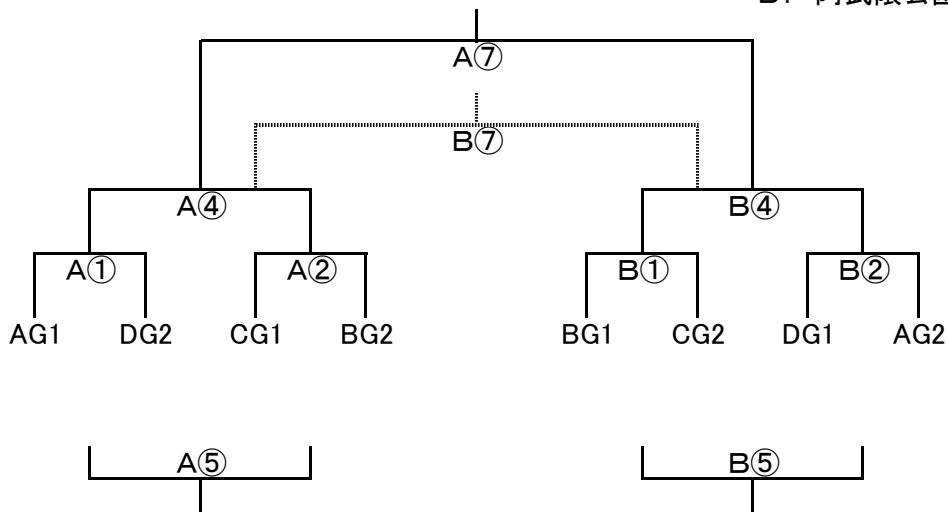 A⑦
B⑦
A④ B④
A① A② B① B②
AG1 DG2 CG1 BG2 BG1 CG2 DG1 AG2
A⑤ B⑤